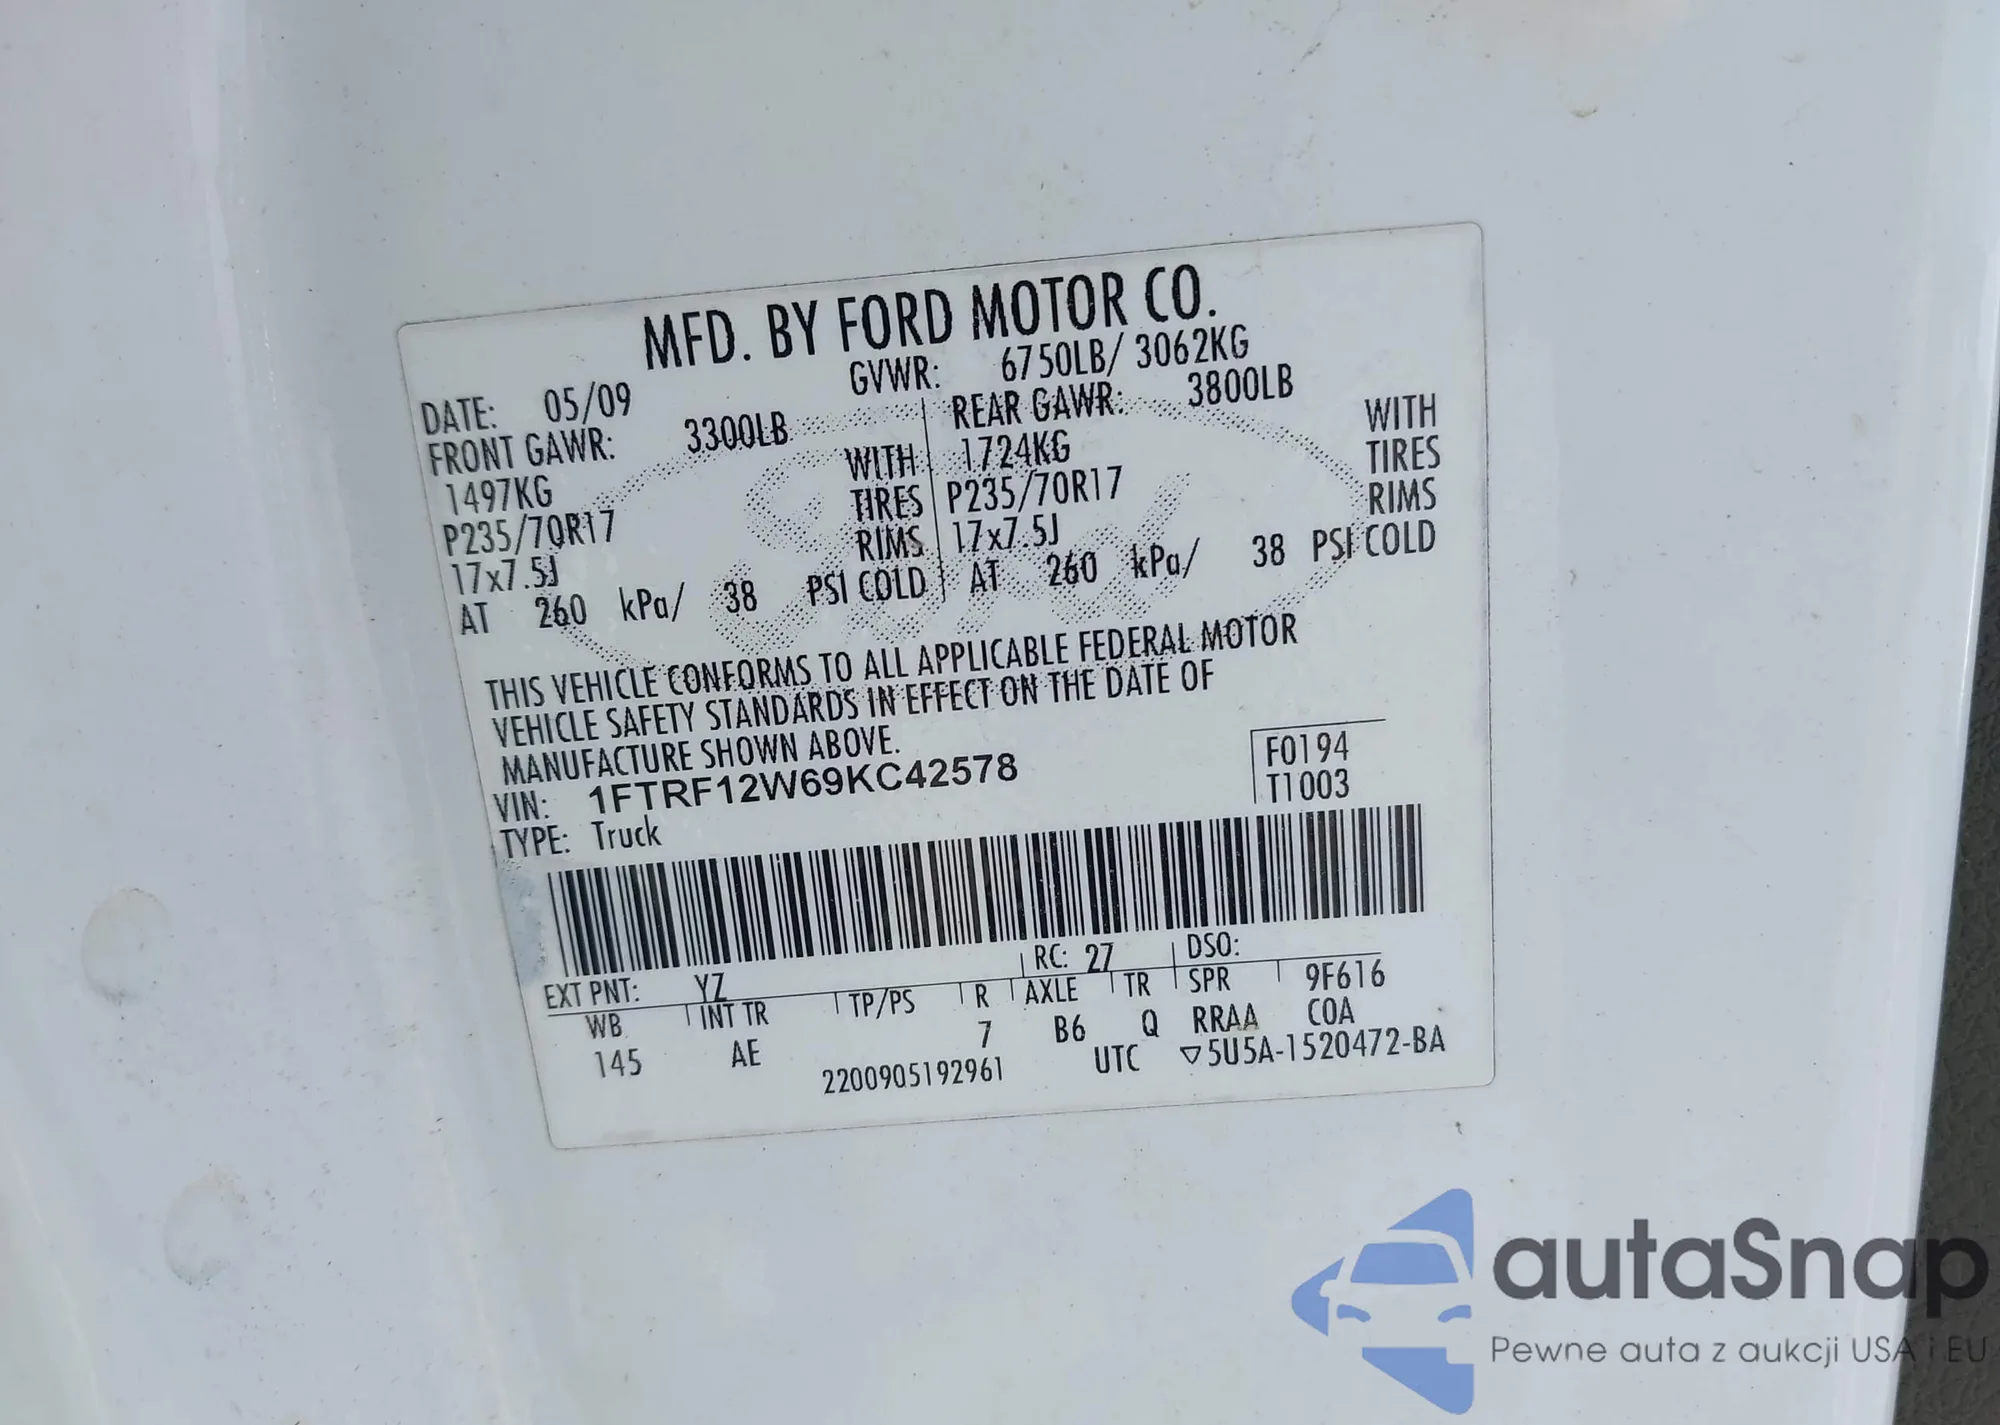 MFD. BY FORD MOTOR CO.
DATE: 05/09 GVWR: 6750LB/ 3062KG
FRONT GAWR: 3300LB REAR GAWR: 3800LB
1497KG WITH 1724KG WITH
P235/70R17 TIRES P235/70R17 TIRES
17x7.5J RIMS 17x7.5J RIMS
AT 260 kPa/ 38 PSI COLD AT 260 kPa/ 38 PSI COLD
THIS VEHICLE CONFORMS TO ALL APPLICABLE FEDERAL MOTOR
VEHICLE SAFETY STANDARDS IN EFFECT ON THE DATE OF
MANUFACTURE SHOWN ABOVE.
VIN: 1FTRF12W69KC42578 F0194
TYPE: Truck T1003
EXT PNT: YZ RC: 27 DSO:
WB INT TR TP/PS R AXLE TR SPR 9F616
145 AE 7 B6 Q RRAA COA
2200905192961 UTC ▽5U5A-1520472-BA
autaSnap
Pewne auta z aukcji USA i EU